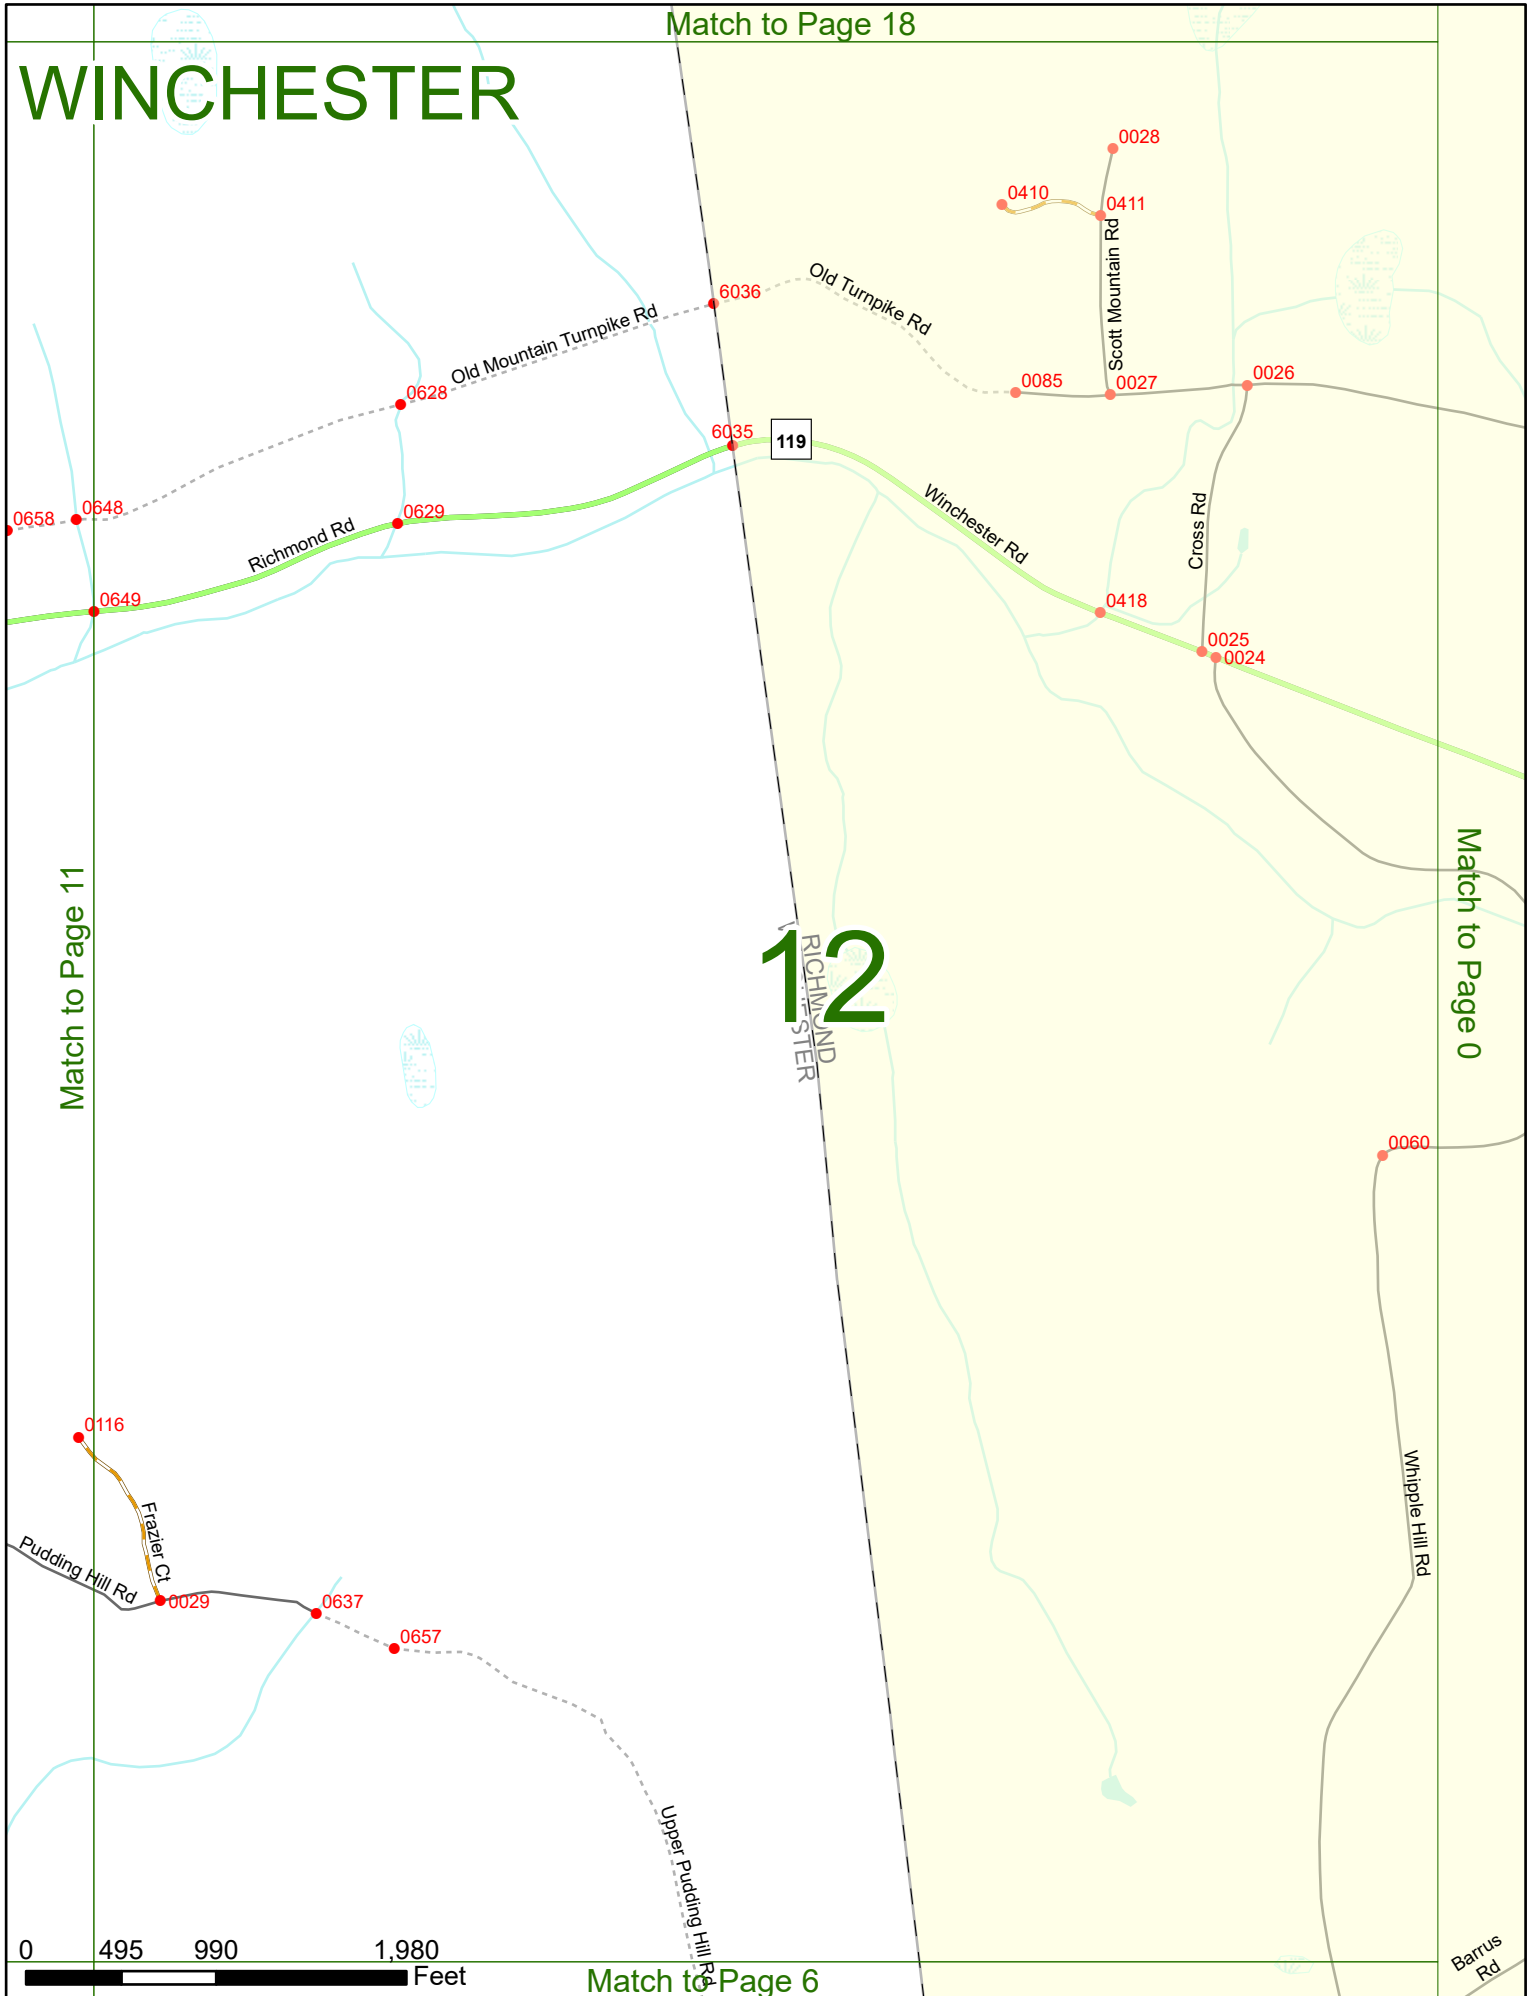 Match to Page 18
WINCHESTER
0028
0410
0411
Scott Mountain Rd
6036
Old Turnpike Rd
Old Mountain Turnpike Rd
0628
0085
0027
0026
6035
119
0658
0648
0629
Richmond Rd
Winchester Rd
Cross Rd
0649
0418
0025
0024
Match to Page 11
Match to Page 0
12
RICHMOND
0060
0116
Frazier Ct
Pudding Hill Rd
0029
0637
0657
Whipple Hill Rd
Upper Pudding Hill Rd
0 495 990 1,980
Feet
Match to Page 6
Barrus
Rd